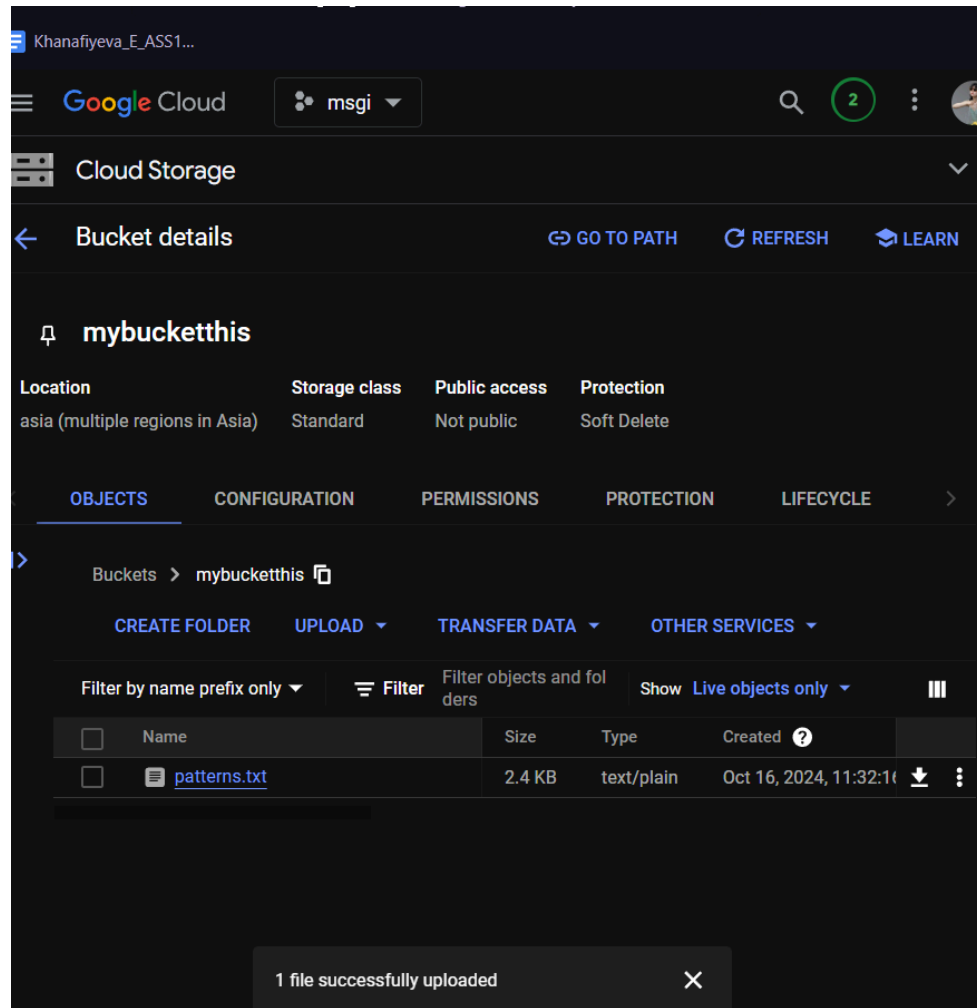 Khanafiyeva_E_ASS1...
Google Cloud msgi 2
Cloud Storage
Bucket details GO TO PATH REFRESH LEARN
mybucketthis
Location Storage class Public access Protection
asia (multiple regions in Asia) Standard Not public Soft Delete
OBJECTS CONFIGURATION PERMISSIONS PROTECTION LIFECYCLE
Buckets > mybucketthis
CREATE FOLDER UPLOAD TRANSFER DATA OTHER SERVICES
Filter by name prefix only Filter Filter objects and fol
ders Show Live objects only
Name Size Type Created ?
patterns.txt 2.4 KB text/plain Oct 16, 2024, 11:32:16
1 file successfully uploaded